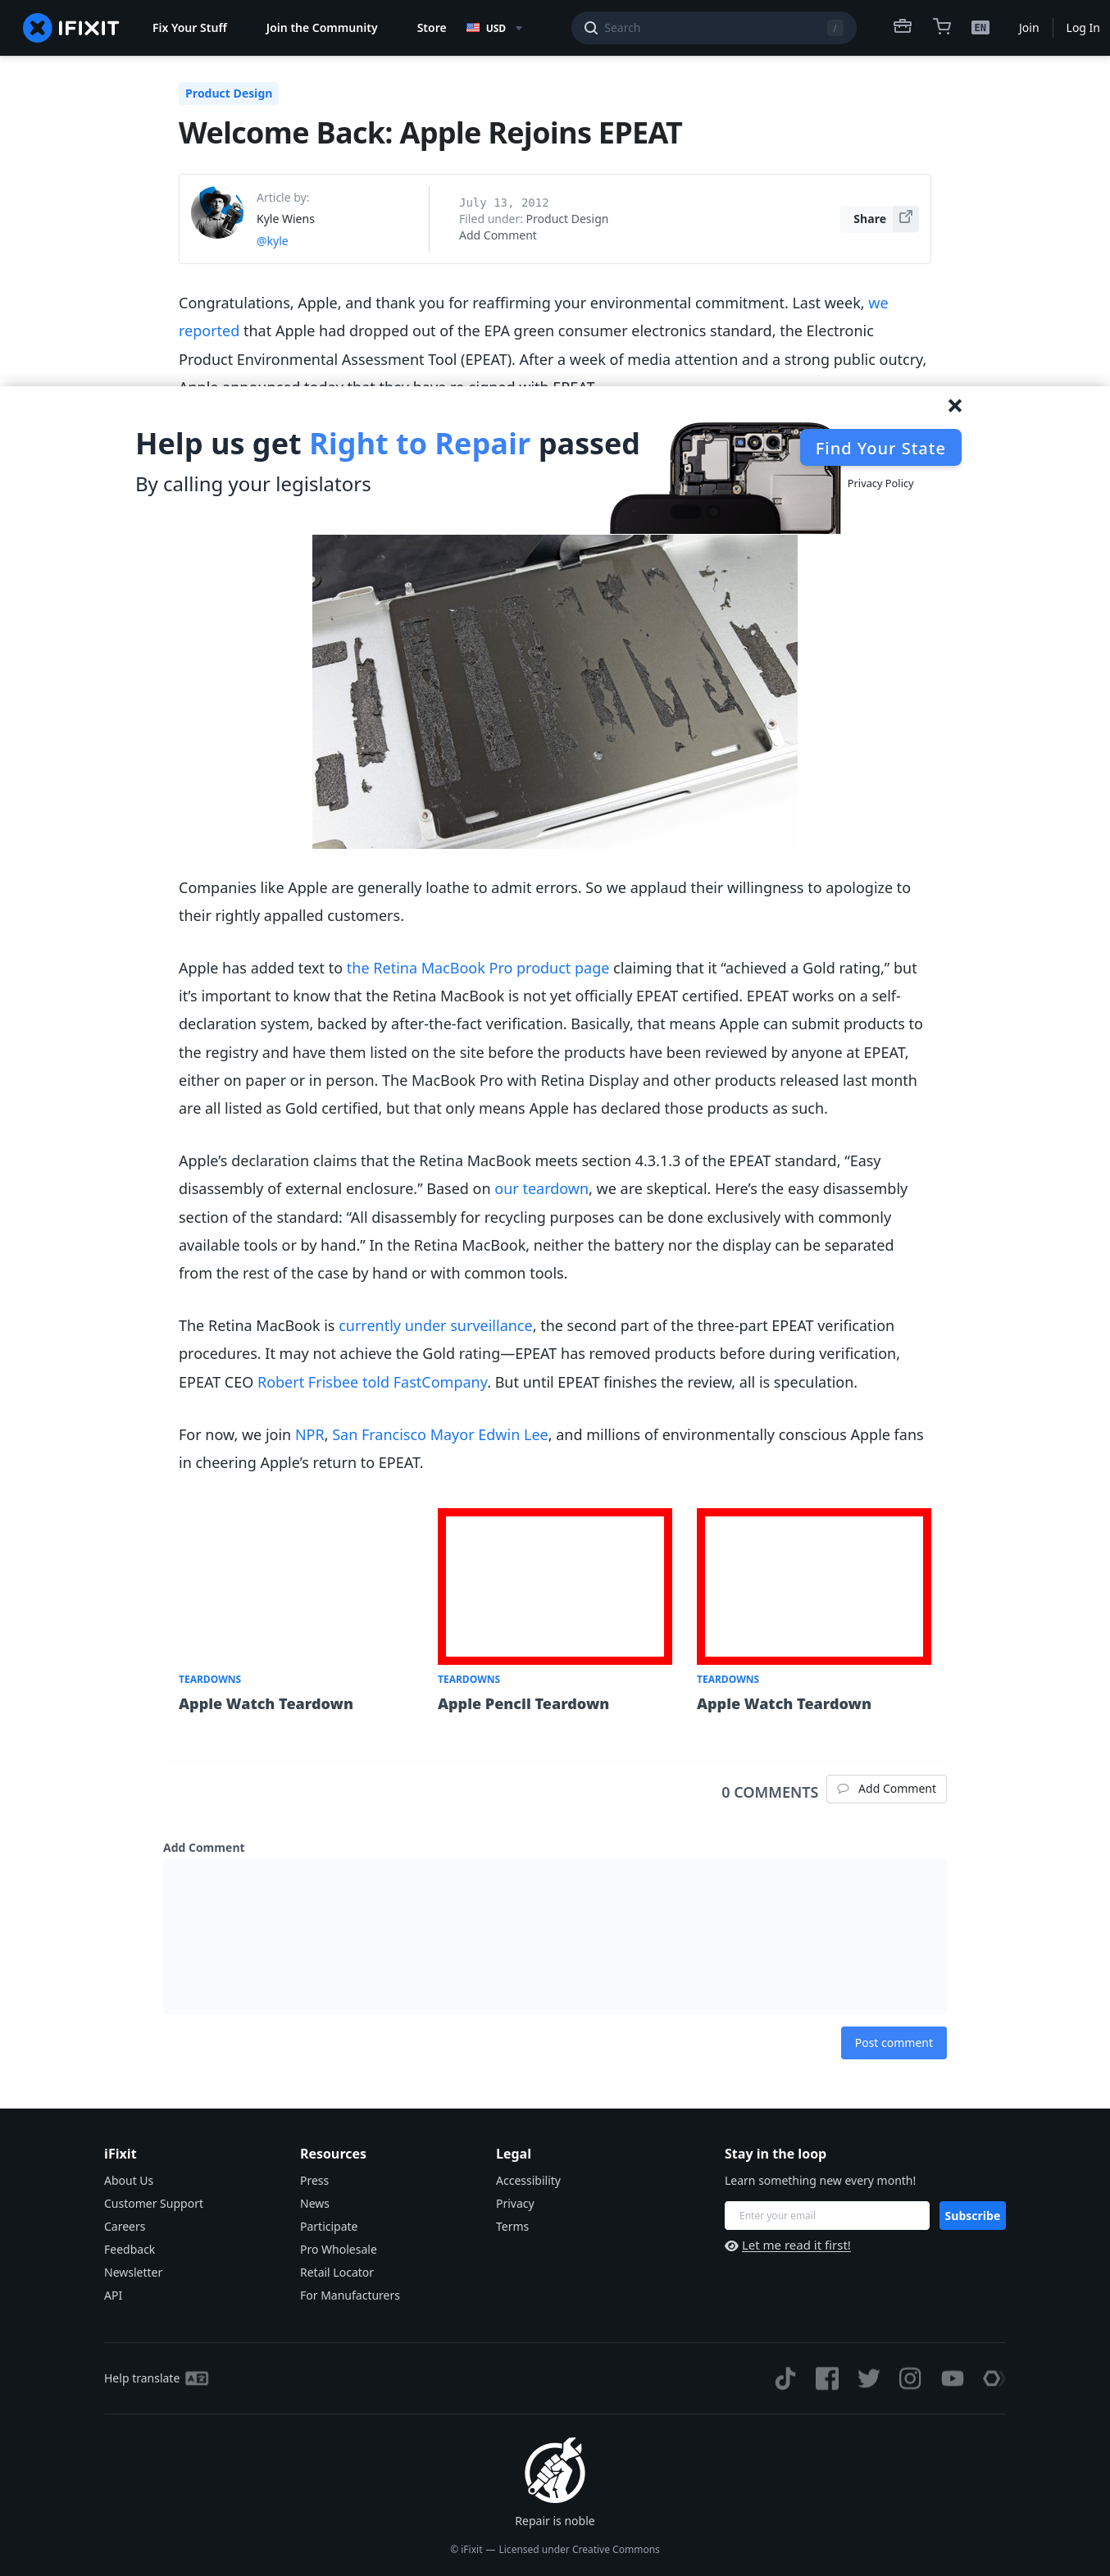 IFIXIT
Fix Your Stuff
Join the Community
Store
USD
Search
/
EN
Join
Log In
Product Design
Welcome Back: Apple Rejoins EPEAT
Article by:
Kyle Wiens
@kyle
July 13, 2012
Filed under: Product Design
Add Comment
Share
Congratulations, Apple, and thank you for reaffirming your environmental commitment. Last week, we
reported that Apple had dropped out of the EPA green consumer electronics standard, the Electronic
Product Environmental Assessment Tool (EPEAT). After a week of media attention and a strong public outcry,
Apple announced today that they have re-signed with EPEAT.
Help us get Right to Repair passed
By calling your legislators
Find Your State
Privacy Policy
Companies like Apple are generally loathe to admit errors. So we applaud their willingness to apologize to
their rightly appalled customers.
Apple has added text to the Retina MacBook Pro product page claiming that it “achieved a Gold rating,” but
it’s important to know that the Retina MacBook is not yet officially EPEAT certified. EPEAT works on a self-
declaration system, backed by after-the-fact verification. Basically, that means Apple can submit products to
the registry and have them listed on the site before the products have been reviewed by anyone at EPEAT,
either on paper or in person. The MacBook Pro with Retina Display and other products released last month
are all listed as Gold certified, but that only means Apple has declared those products as such.
Apple’s declaration claims that the Retina MacBook meets section 4.3.1.3 of the EPEAT standard, “Easy
disassembly of external enclosure.” Based on our teardown, we are skeptical. Here’s the easy disassembly
section of the standard: “All disassembly for recycling purposes can be done exclusively with commonly
available tools or by hand.” In the Retina MacBook, neither the battery nor the display can be separated
from the rest of the case by hand or with common tools.
The Retina MacBook is currently under surveillance, the second part of the three-part EPEAT verification
procedures. It may not achieve the Gold rating—EPEAT has removed products before during verification,
EPEAT CEO Robert Frisbee told FastCompany. But until EPEAT finishes the review, all is speculation.
For now, we join NPR, San Francisco Mayor Edwin Lee, and millions of environmentally conscious Apple fans
in cheering Apple’s return to EPEAT.
TEARDOWNS
Apple Watch Teardown
TEARDOWNS
Apple Pencil Teardown
TEARDOWNS
Apple Watch Teardown
0 COMMENTS
Add Comment
Add Comment
Post comment
iFixit
About Us
Customer Support
Careers
Feedback
Newsletter
API
Resources
Press
News
Participate
Pro Wholesale
Retail Locator
For Manufacturers
Legal
Accessibility
Privacy
Terms
Stay in the loop
Learn something new every month!
Enter your email
Subscribe
Let me read it first!
Help translate
Repair is noble
© iFixit — Licensed under Creative Commons